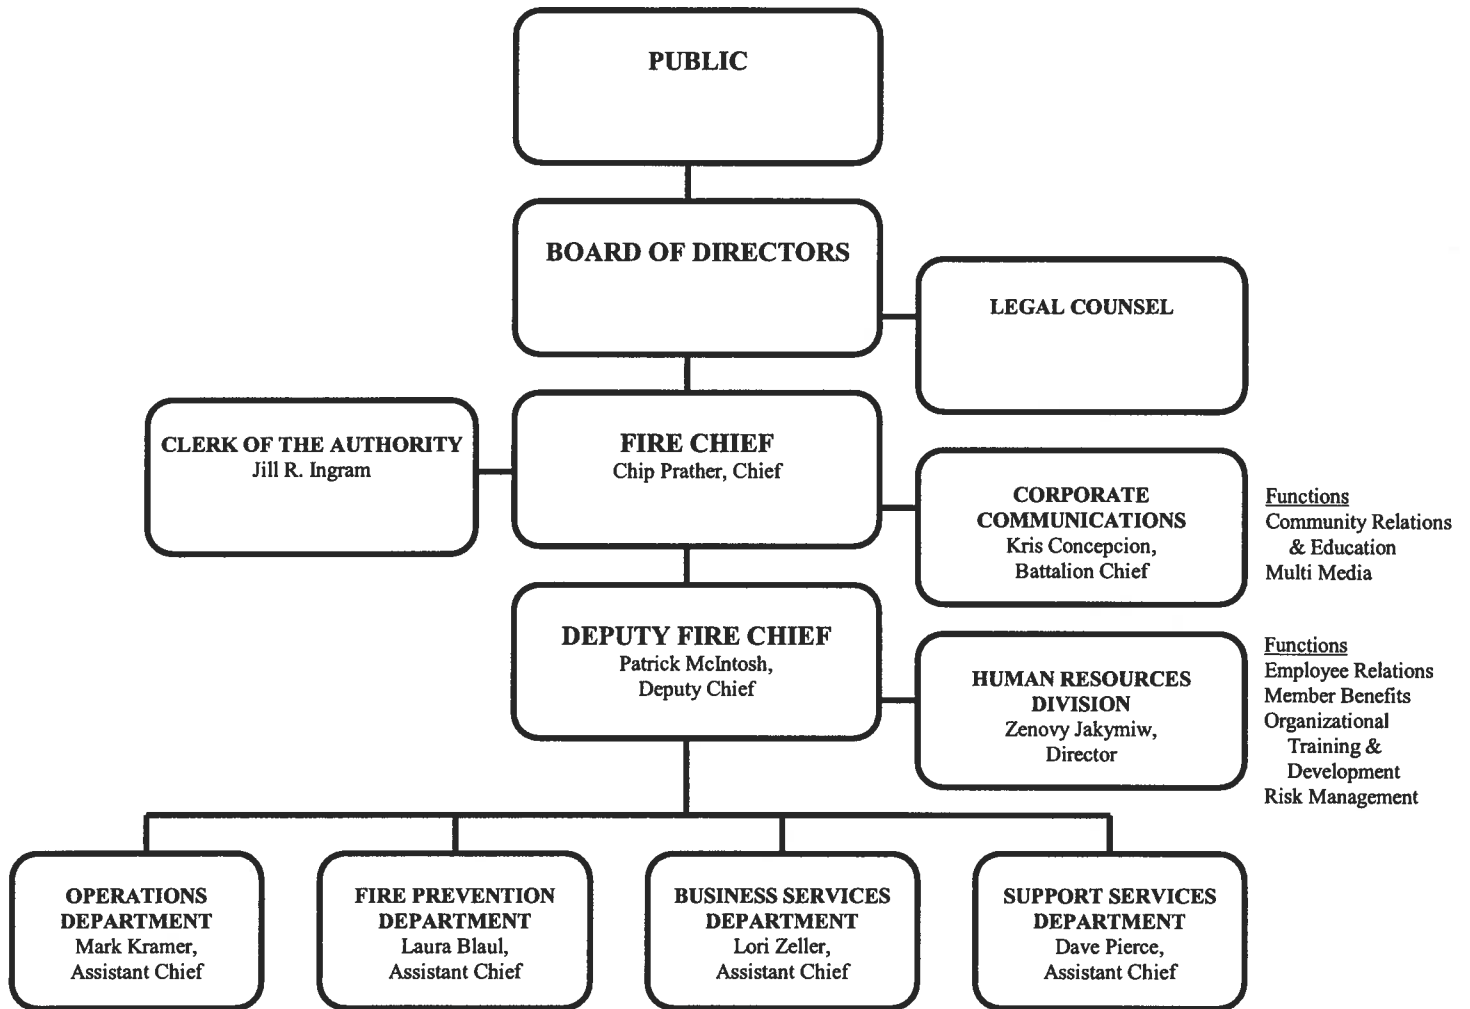 PUBLIC
BOARD OF DIRECTORS
LEGAL COUNSEL
CLERK OF THE AUTHORITY
Jill R. Ingram
FIRE CHIEF
Chip Prather, Chief
CORPORATE
COMMUNICATIONS
Kris Concepcion,
Battalion Chief
Functions
Community Relations
& Education
Multi Media
DEPUTY FIRE CHIEF
Patrick McIntosh,
Deputy Chief
HUMAN RESOURCES
DIVISION
Zenovy Jakymiw,
Director
Functions
Employee Relations
Member Benefits
Organizational
Training &
Development
Risk Management
OPERATIONS
DEPARTMENT
Mark Kramer,
Assistant Chief
FIRE PREVENTION
DEPARTMENT
Laura Blaul,
Assistant Chief
BUSINESS SERVICES
DEPARTMENT
Lori Zeller,
Assistant Chief
SUPPORT SERVICES
DEPARTMENT
Dave Pierce,
Assistant Chief